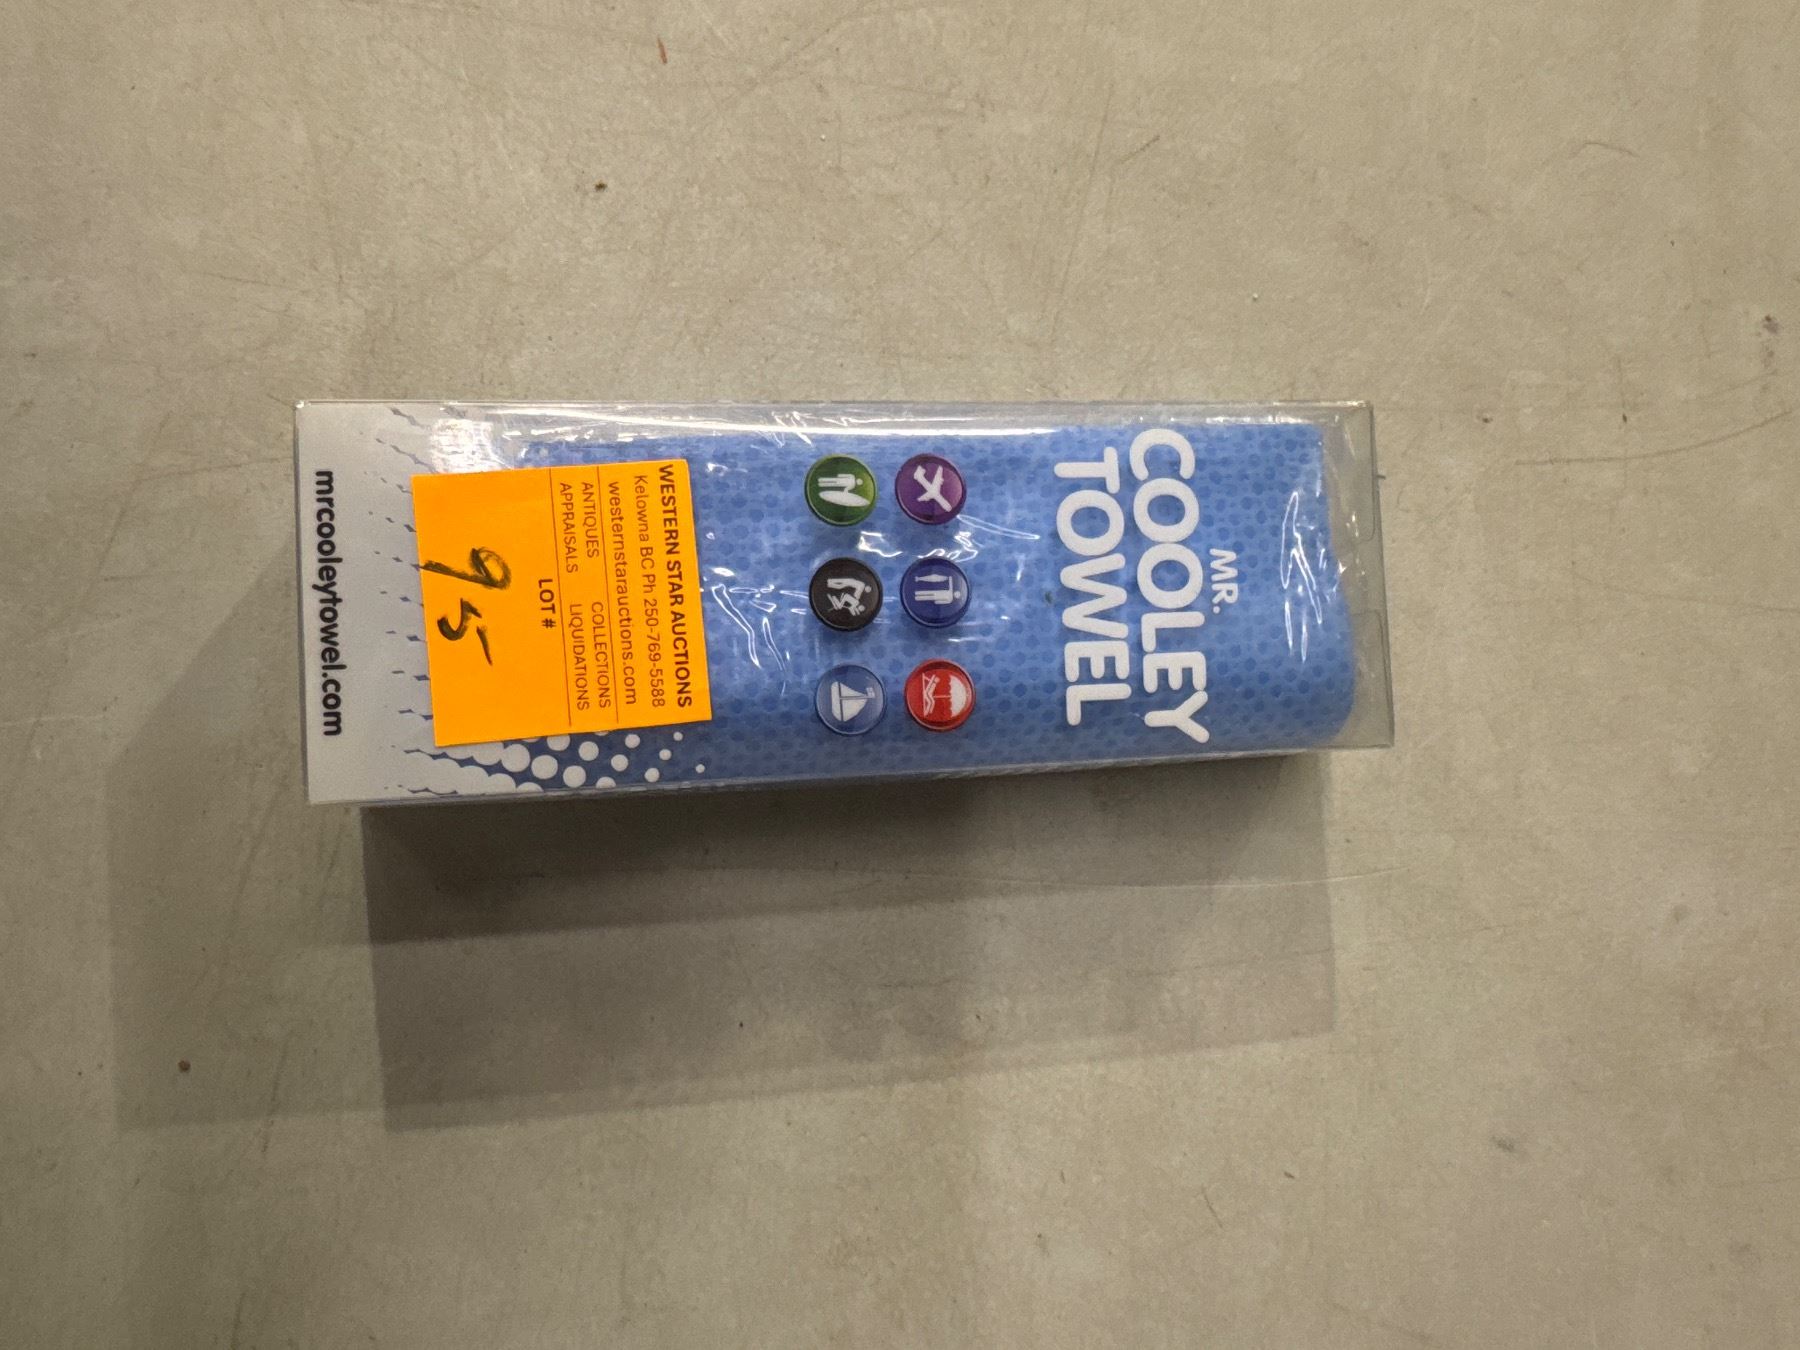 MR.
COOLEY
TOWEL
WESTERN STAR AUCTIONS
Kelowna BC Ph 250-769-5588
westernstarauctions.com
ANTIQUES COLLECTIONS
APPRAISALS LIQUIDATIONS
LOT #
95
mrcooleytowel.com